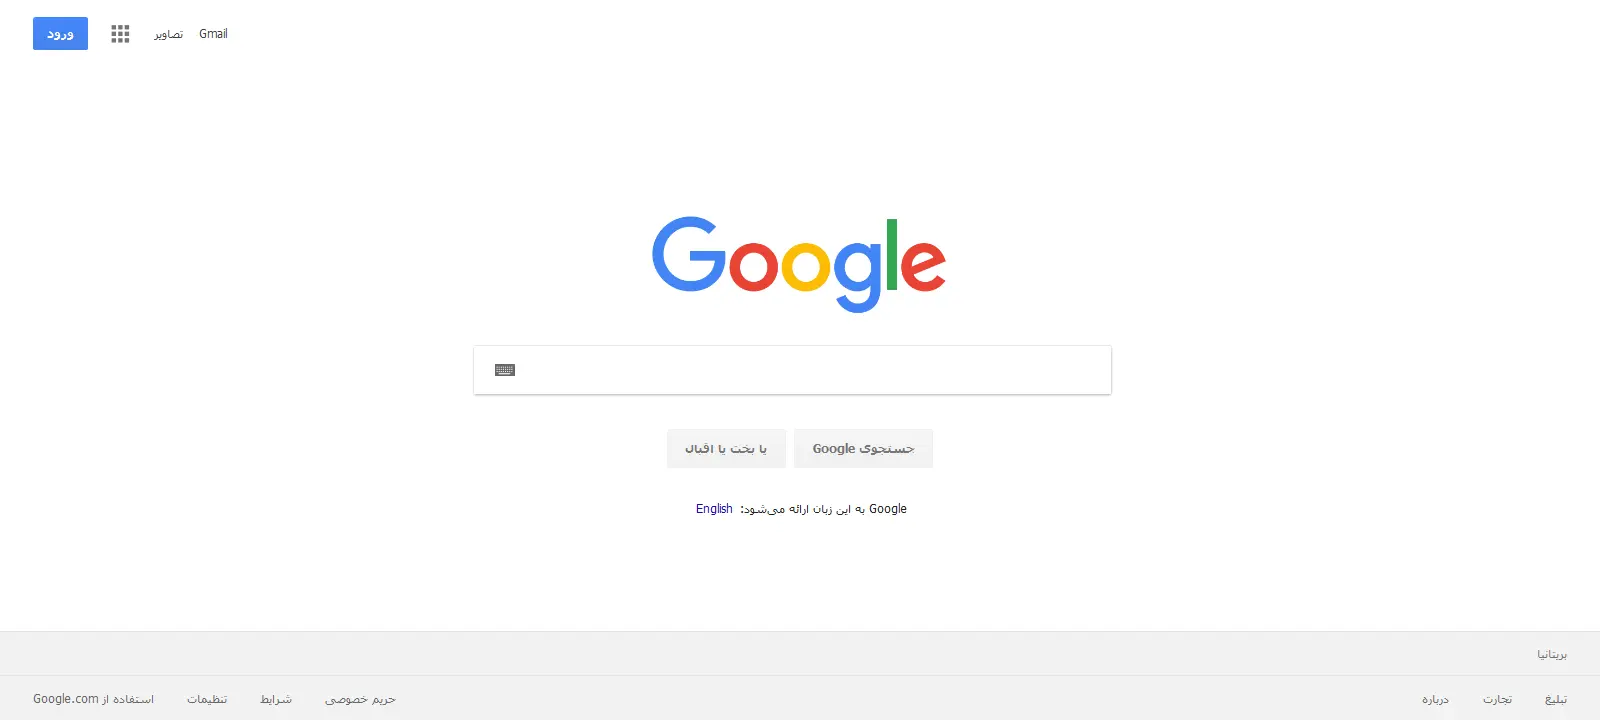 Gmail تصاویر ورود
Google
جستجوی Google یا بخت یا اقبال
Google به این زبان ارائه می‌شود: English
بریتانیا
تبلیغ تجارت درباره حریم خصوصی شرایط تنظیمات استفاده از Google.com